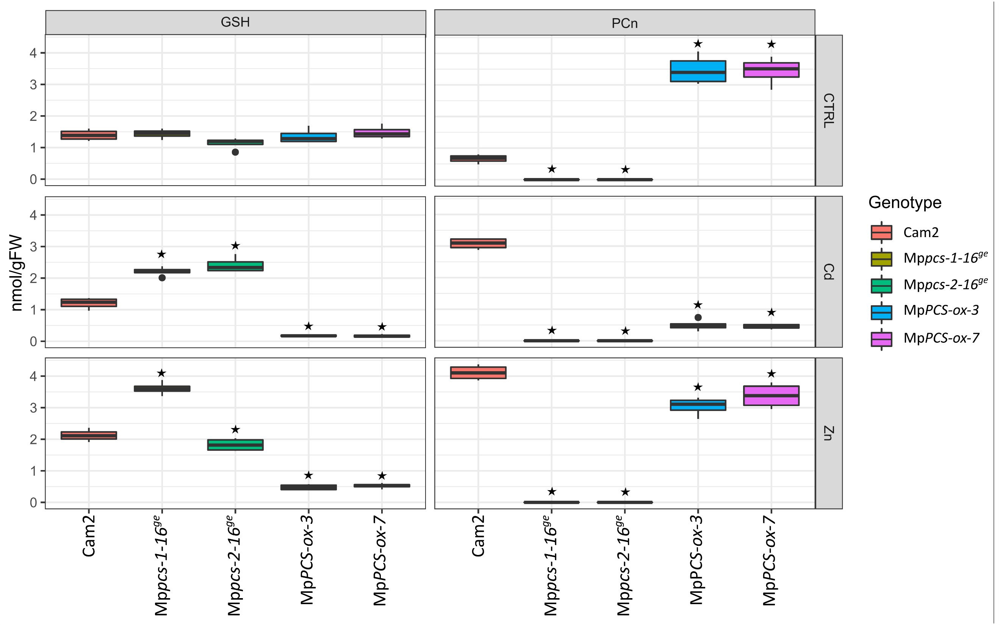 GSH
PCn
4
3
2
1
0
CTRL
nmol/gFW
4
3
2
1
0
Cd
4
3
2
1
0
Zn
Cam2
Mppcs-1-16ge
Mppcs-2-16ge
MpPCS-ox-3
MpPCS-ox-7
Cam2
Mppcs-1-16ge
Mppcs-2-16ge
MpPCS-ox-3
MpPCS-ox-7
Genotype
Cam2
Mppcs-1-16ge
Mppcs-2-16ge
MpPCS-ox-3
MpPCS-ox-7